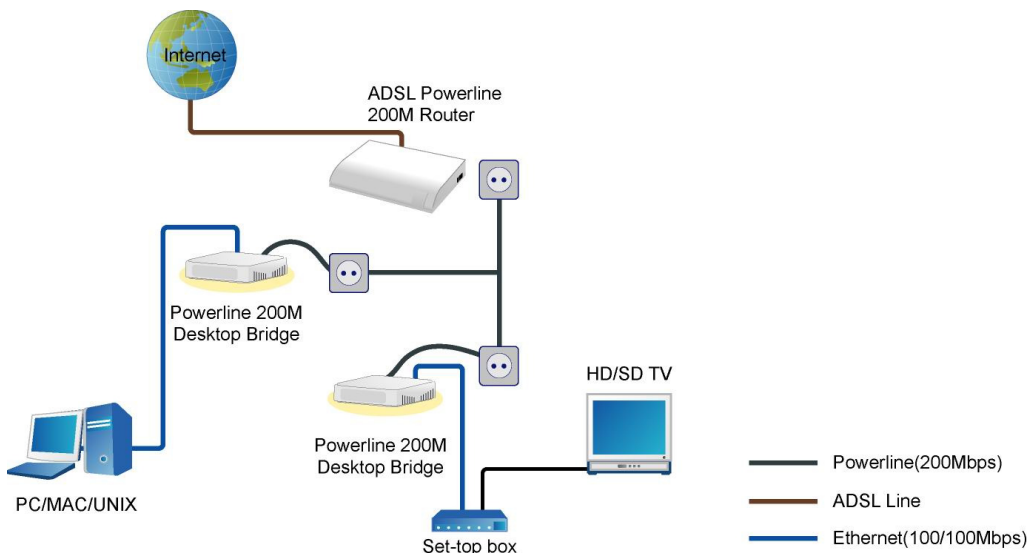 Internet
ADSL Powerline
200M Router
Powerline 200M
Desktop Bridge
HD/SD TV
Powerline 200M
Desktop Bridge
PC/MAC/UNIX
Set-top box
Powerline(200Mbps)
ADSL Line
Ethernet(100/100Mbps)